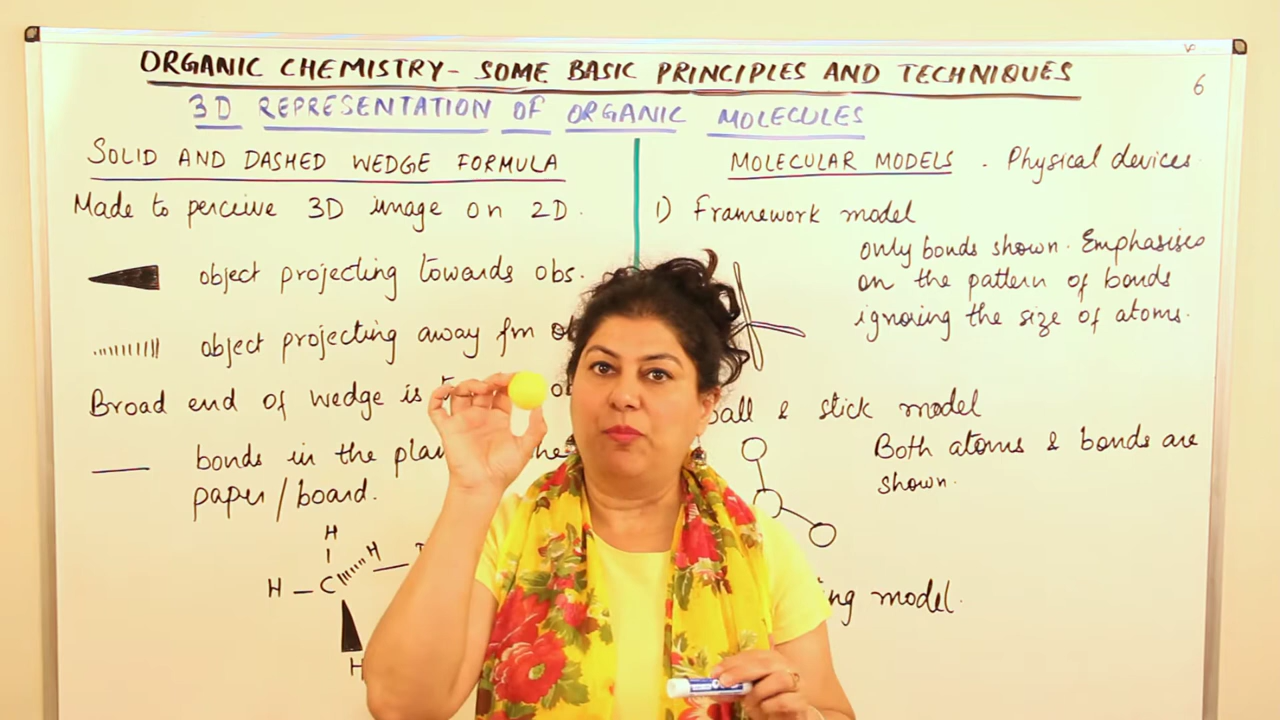 ORGANIC CHEMISTRY - SOME BASIC PRINCIPLES AND TECHNIQUES
6
3D REPRESENTATION OF ORGANIC MOLECULES
SOLID AND DASHED WEDGE FORMULA
Made to perceive 3D image on 2D.
object projecting towards obs.
object projecting away fm
Broad end of wedge is
bonds in the
paper/board.
H
H
H – C
H
MOLECULAR MODELS . Physical devices.
1) Framework model
only bonds shown. Emphasises
on the pattern of bonds
ignoring the size of atoms.
& stick model
Both atoms & bonds are
shown.
model.